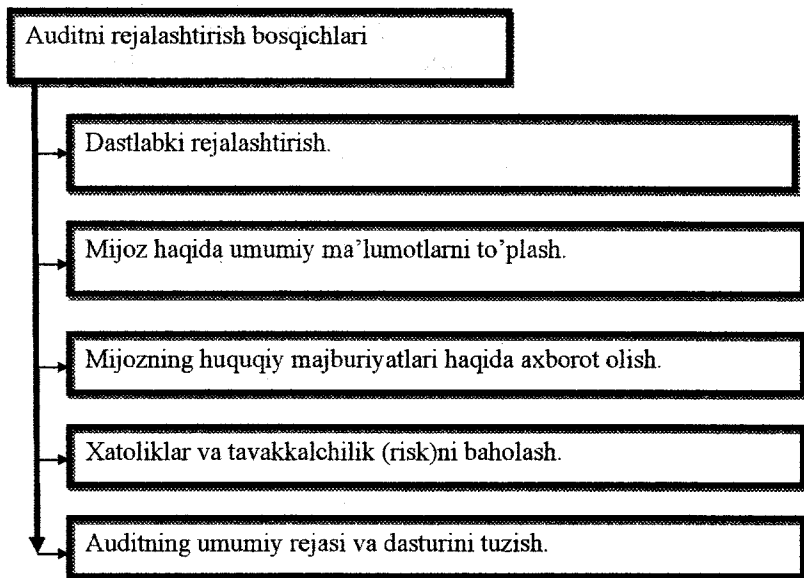 Auditni rejalashtirish bosqichlari
Dastlabki rejalashtirish.
Mijoz haqida umumiy ma’lumotlarni to’plash.
Mijozning huquqiy majburiyatlari haqida axborot olish.
Xatoliklar va tavakkalchilik (risk)ni baholash.
Auditning umumiy rejasi va dasturini tuzish.